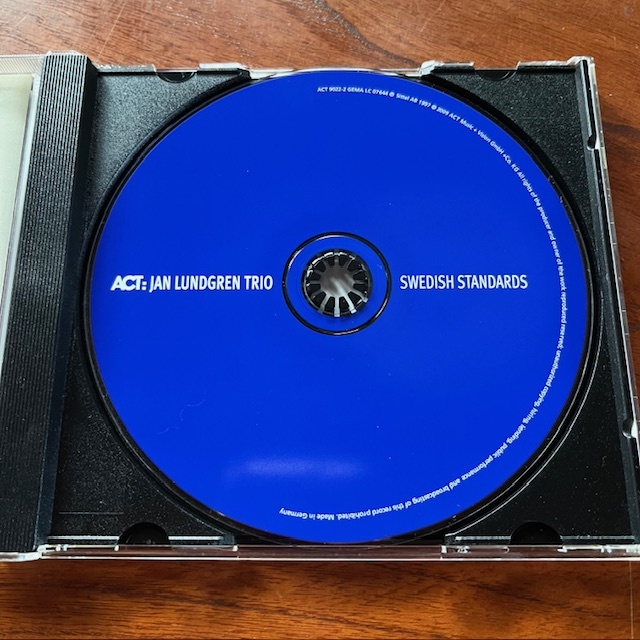 ACT: JAN LUNDGREN TRIO
SWEDISH STANDARDS
ACT 9022-2 GEMA LC 07644 ℗ Sittel AB 1997 © 2009 ACT Music + Vision GmbH +Co. KG All rights of the producer and owner of the work reproduced reserved; unauthorized copying, hiring, lending, public performance and broadcasting of this record prohibited. Made in Germany